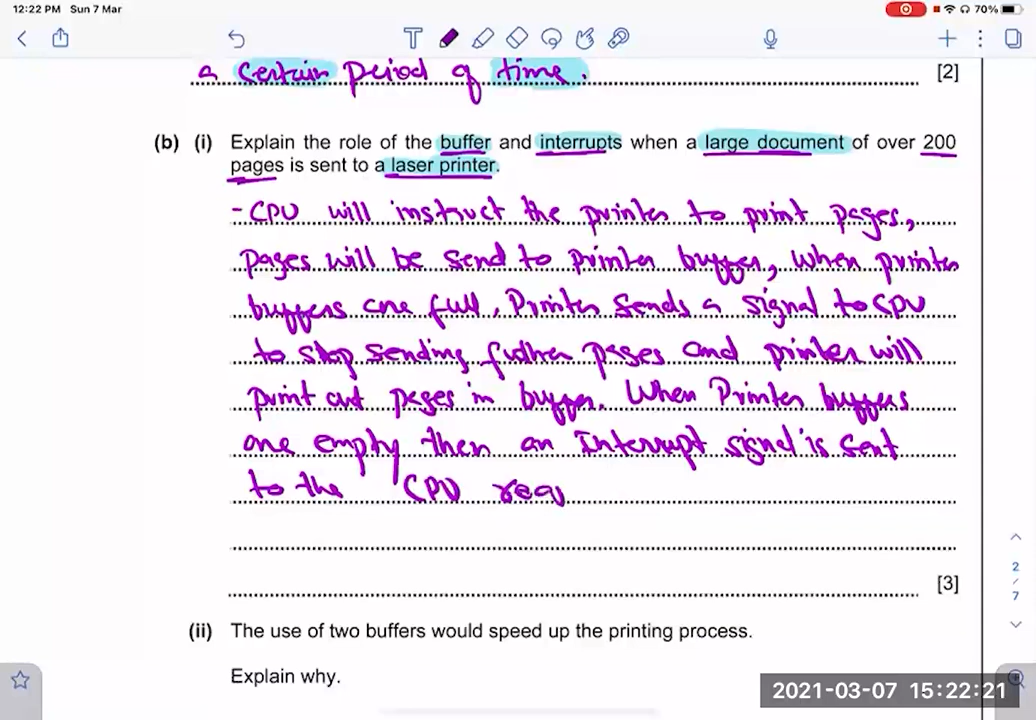 12:22 PM Sun 7 Mar
70%
T
a certain period of time.
[2]
(b) (i) Explain the role of the buffer and interrupts when a large document of over 200
pages is sent to a laser printer.
- CPU will instruct the printer to print pages,
pages will be send to printer buffer, when printer
buffers are full, Printer sends a signal to CPU
to stop sending further pages and printer will
print out pages in buffer. When Printer buffers
are empty then an Interrupt signal is sent
to the CPU requ
[3]
(ii) The use of two buffers would speed up the printing process.
Explain why.
2
/
7
2021-03-07 15:22:21